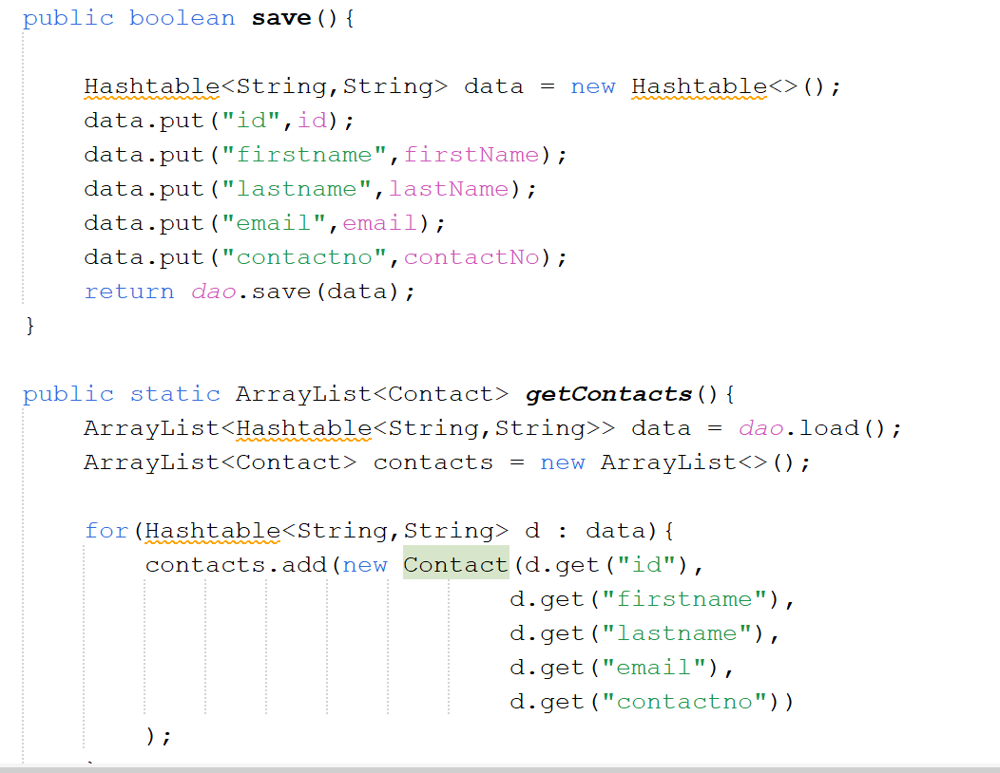 public boolean save(){
Hashtable<String,String> data = new Hashtable<>();
data.put("id",id);
data.put("firstname",firstName);
data.put("lastname",lastName);
data.put("email",email);
data.put("contactno",contactNo);
return dao.save(data);
}
public static ArrayList<Contact> getContacts(){
ArrayList<Hashtable<String,String>> data = dao.load();
ArrayList<Contact> contacts = new ArrayList<>();
for(Hashtable<String,String> d : data){
contacts.add(new Contact(d.get("id"),
d.get("firstname"),
d.get("lastname"),
d.get("email"),
d.get("contactno"))
);